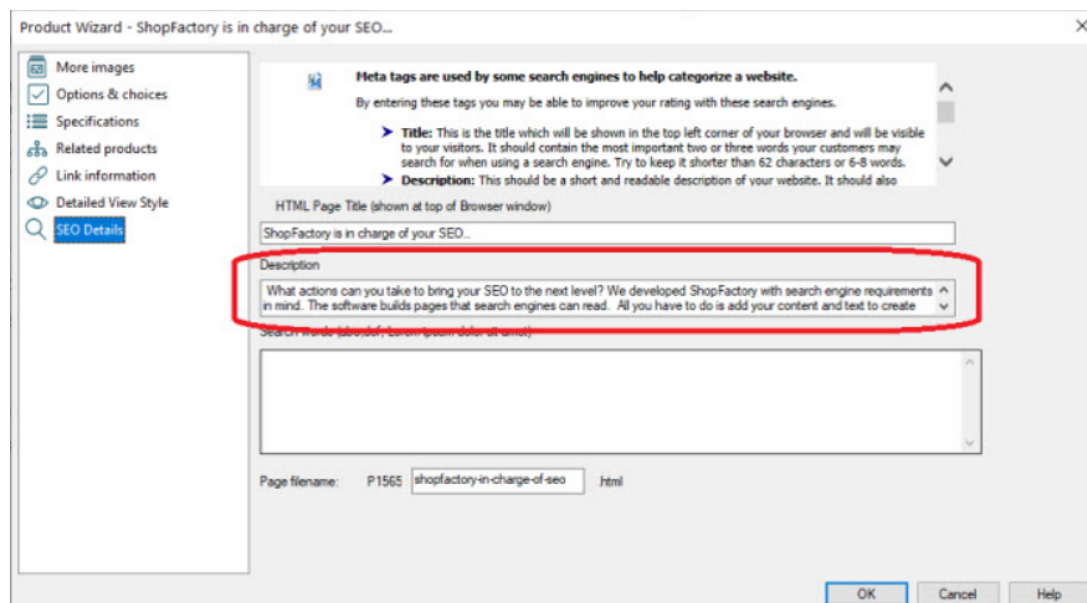 Product Wizard - ShopFactory is in charge of your SEO...
More images
Options & choices
Specifications
Related products
Link information
Detailed View Style
SEO Details
Meta tags are used by some search engines to help categorize a website.
By entering these tags you may be able to improve your rating with these search engines.
Title: This is the title which will be shown in the top left corner of your browser and will be visible
to your visitors. It should contain the most important two or three words your customers may
search for when using a search engine. Try to keep it shorter than 62 characters or 6-8 words.
Description: This should be a short and readable description of your website. It should also
HTML Page Title (shown at top of Browser window)
ShopFactory is in charge of your SEO...
Description
What actions can you take to bring your SEO to the next level? We developed ShopFactory with search engine requirements
in mind. The software builds pages that search engines can read. All you have to do is add your content and text to create
Search words (abc,def, Lorem ipsum dolor sit amet)
Page filename: P1565 shopfactory-in-charge-of-seo .html
OK Cancel Help